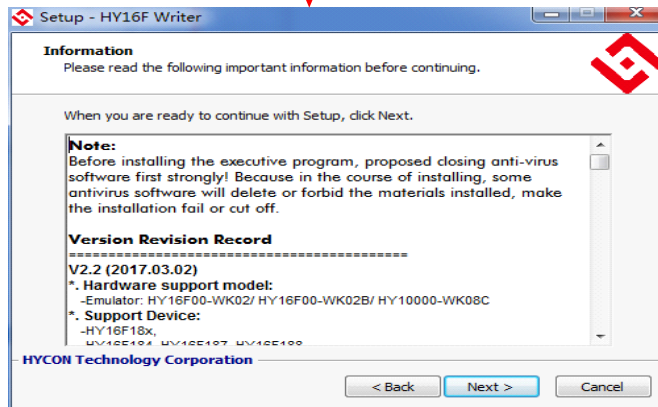 Setup - HY16F Writer
Information
Please read the following important information before continuing.
When you are ready to continue with Setup, click Next.
Note:
Before installing the executive program, proposed closing anti-virus
software first strongly! Because in the course of installing, some
antivirus software will delete or forbid the materials installed, make
the installation fail or cut off.
Version Revision Record
===========================================
V2.2 (2017.03.02)
*. Hardware support model:
-Emulator: HY16F00-WK02/ HY16F00-WK02B/ HY10000-WK08C
*. Support Device:
-HY16F18x,
HY16F184, HY16F187, HY16F188
HYCON Technology Corporation
< Back
Next >
Cancel